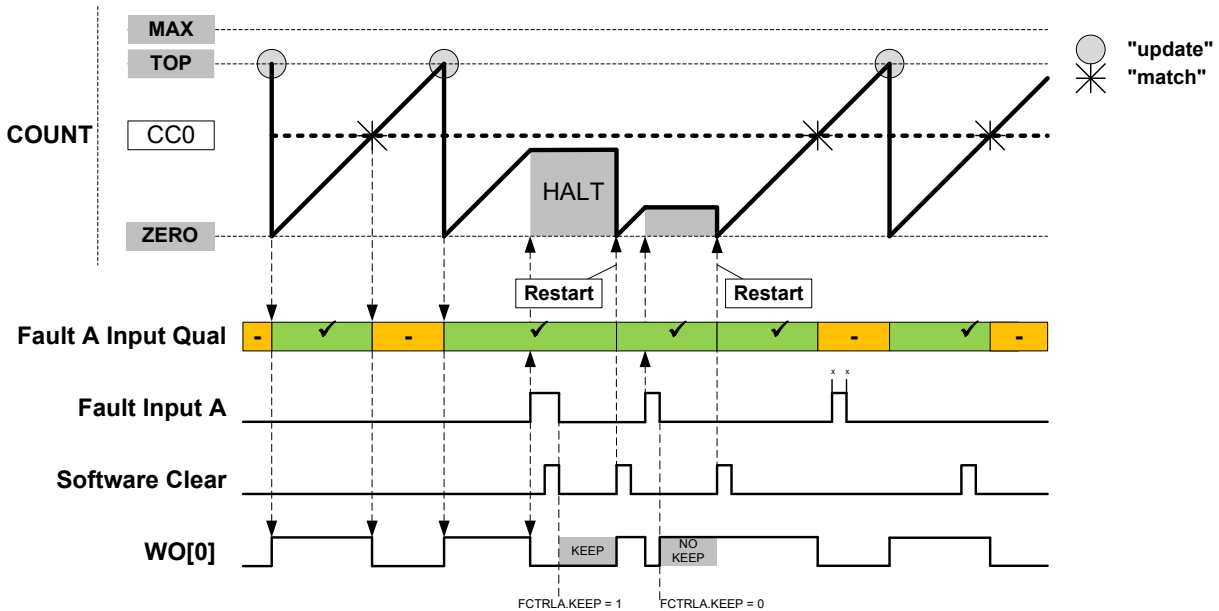 MAX
TOP
"update"
"match"
COUNT
CC0
HALT
ZERO
Restart
Restart
Fault A Input Qual
- ✓ - ✓ ✓ ✓ - ✓ -
x x
Fault Input A
Software Clear
WO[0]
KEEP
NO
KEEP
FCTRLA.KEEP = 1
FCTRLA.KEEP = 0